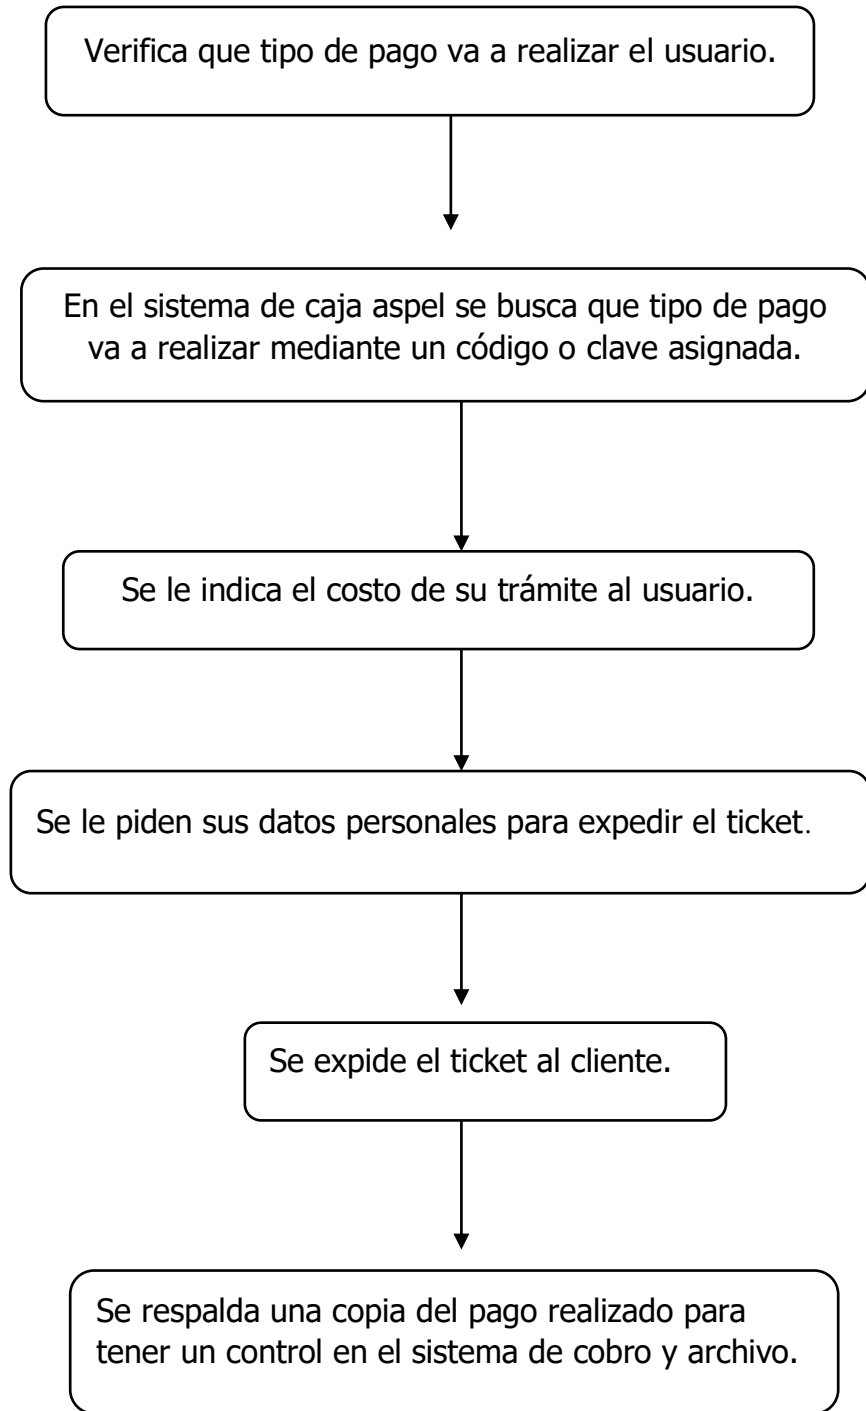 Verifica que tipo de pago va a realizar el usuario.
En el sistema de caja aspel se busca que tipo de pago
va a realizar mediante un código o clave asignada.
Se le indica el costo de su trámite al usuario.
Se le piden sus datos personales para expedir el ticket.
Se expide el ticket al cliente.
Se respalda una copia del pago realizado para
tener un control en el sistema de cobro y archivo.